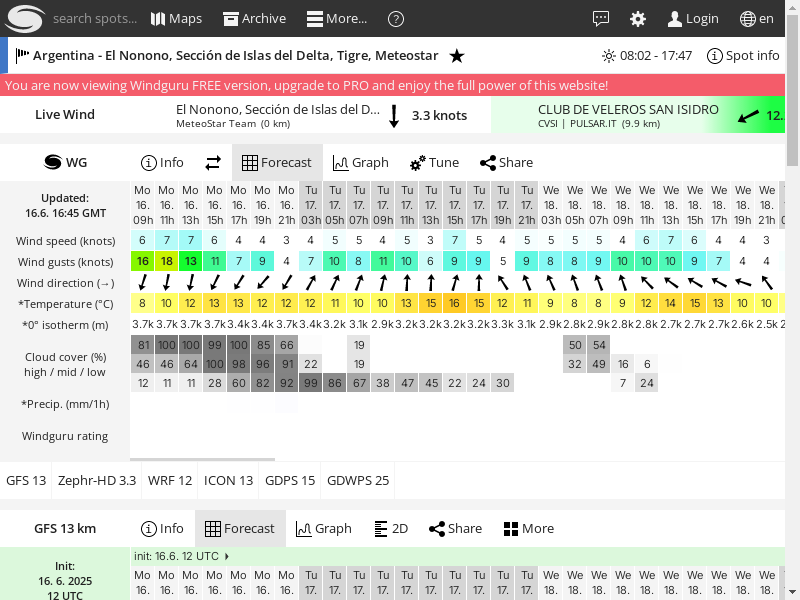 search spots... Maps Archive More... ? Login en
Argentina - El Nonono, Sección de Islas del Delta, Tigre, Meteostar ★ 08:02 - 17:47 Spot info
You are now viewing Windguru FREE version, upgrade to PRO and enjoy the full power of this website!
Live Wind El Nonono, Sección de Islas del D... 3.3 knots CLUB DE VELEROS SAN ISIDRO 12.
MeteoStar Team (0 km) CVSI | PULSAR.IT (9.9 km)
WG Info Forecast Graph Tune Share
Updated:
16.6. 16:45 GMT
Mo Mo Mo Mo Mo Mo Mo Tu Tu Tu Tu Tu Tu Tu Tu Tu Tu We We We We We We We We We We
16. 16. 16. 16. 16. 16. 16. 17. 17. 17. 17. 17. 17. 17. 17. 17. 17. 18. 18. 18. 18. 18. 18. 18. 18. 18. 18.
09h 11h 13h 15h 17h 19h 21h 03h 05h 07h 09h 11h 13h 15h 17h 19h 21h 03h 05h 07h 09h 11h 13h 15h 17h 19h 21h
Wind speed (knots) 6 7 7 6 4 4 3 4 5 5 4 5 3 7 5 4 5 4 5 5 4 6 7 6 4 4 3
Wind gusts (knots) 16 18 13 11 7 9 4 7 10 8 11 10 6 9 9 5 9 8 8 9 10 10 10 9 7 4 4
Wind direction (→)
*Temperature (°C) 8 10 12 13 13 12 12 12 11 10 10 13 15 16 15 12 11 9 8 8 9 12 14 15 13 10 10
*0° isotherm (m) 3.7k 3.7k 3.7k 3.7k 3.4k 3.4k 3.7k 3.4k 3.2k 3.1k 2.9k 3.2k 3.2k 3.2k 3.2k 3.3k 3.1k 2.9k 2.8k 2.9k 2.8k 2.8k 2.7k 2.7k 2.7k 2.6k 2.5k
Cloud cover (%)
high / mid / low
81 100 100 99 100 85 66 19 50 54
46 46 64 100 98 96 91 22 19 32 49 16 6
12 11 11 28 60 82 92 99 86 67 38 47 45 22 24 30 7 24
*Precip. (mm/1h)
Windguru rating
GFS 13 Zephr-HD 3.3 WRF 12 ICON 13 GDPS 15 GDWPS 25
GFS 13 km Info Forecast Graph 2D Share More
Init:
16. 6. 2025
12 UTC
init: 16.6. 12 UTC
Mo Mo Mo Mo Mo Mo Mo Tu Tu Tu Tu Tu Tu Tu Tu Tu Tu We We We We We We We We We We
16. 16. 16. 16. 16. 16. 16. 17. 17. 17. 17. 17. 17. 17. 17. 17. 17. 18. 18. 18. 18. 18. 18. 18. 18. 18. 18.